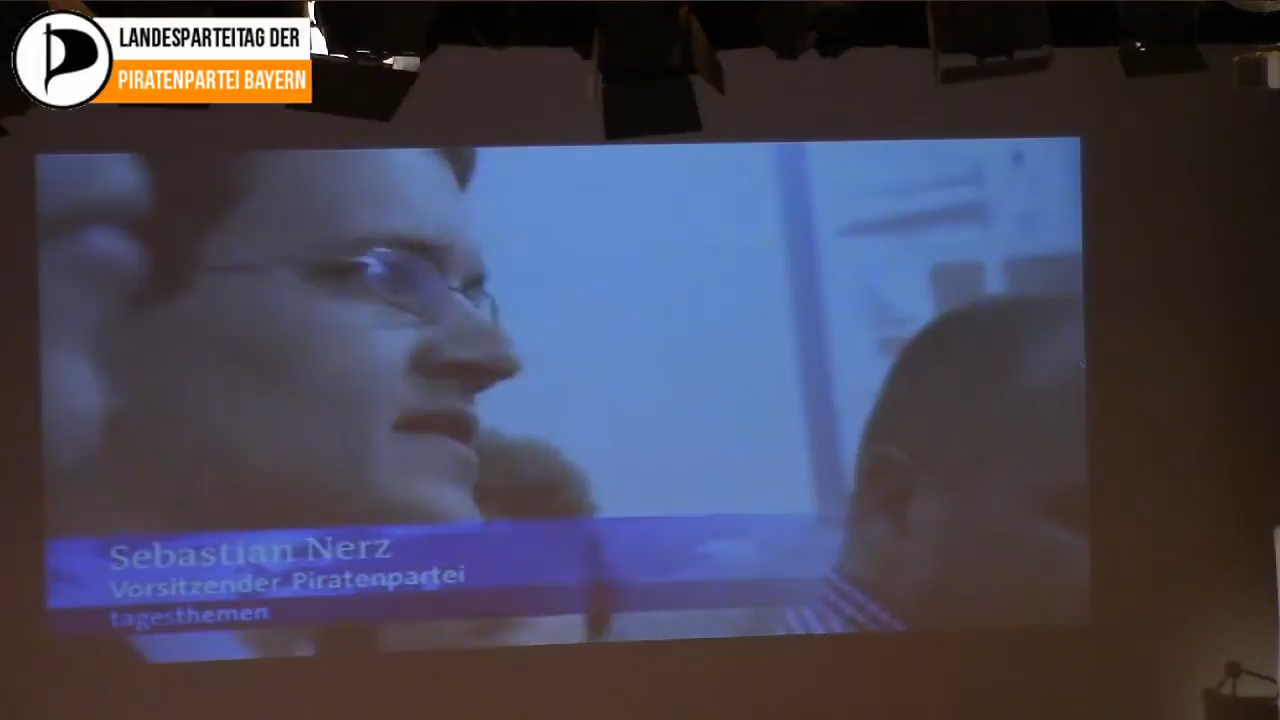 LANDESPARTEITAG DER
PIRATENPARTEI BAYERN
Sebastian Nerz
Vorsitzender Piratenpartei
tagesthemen